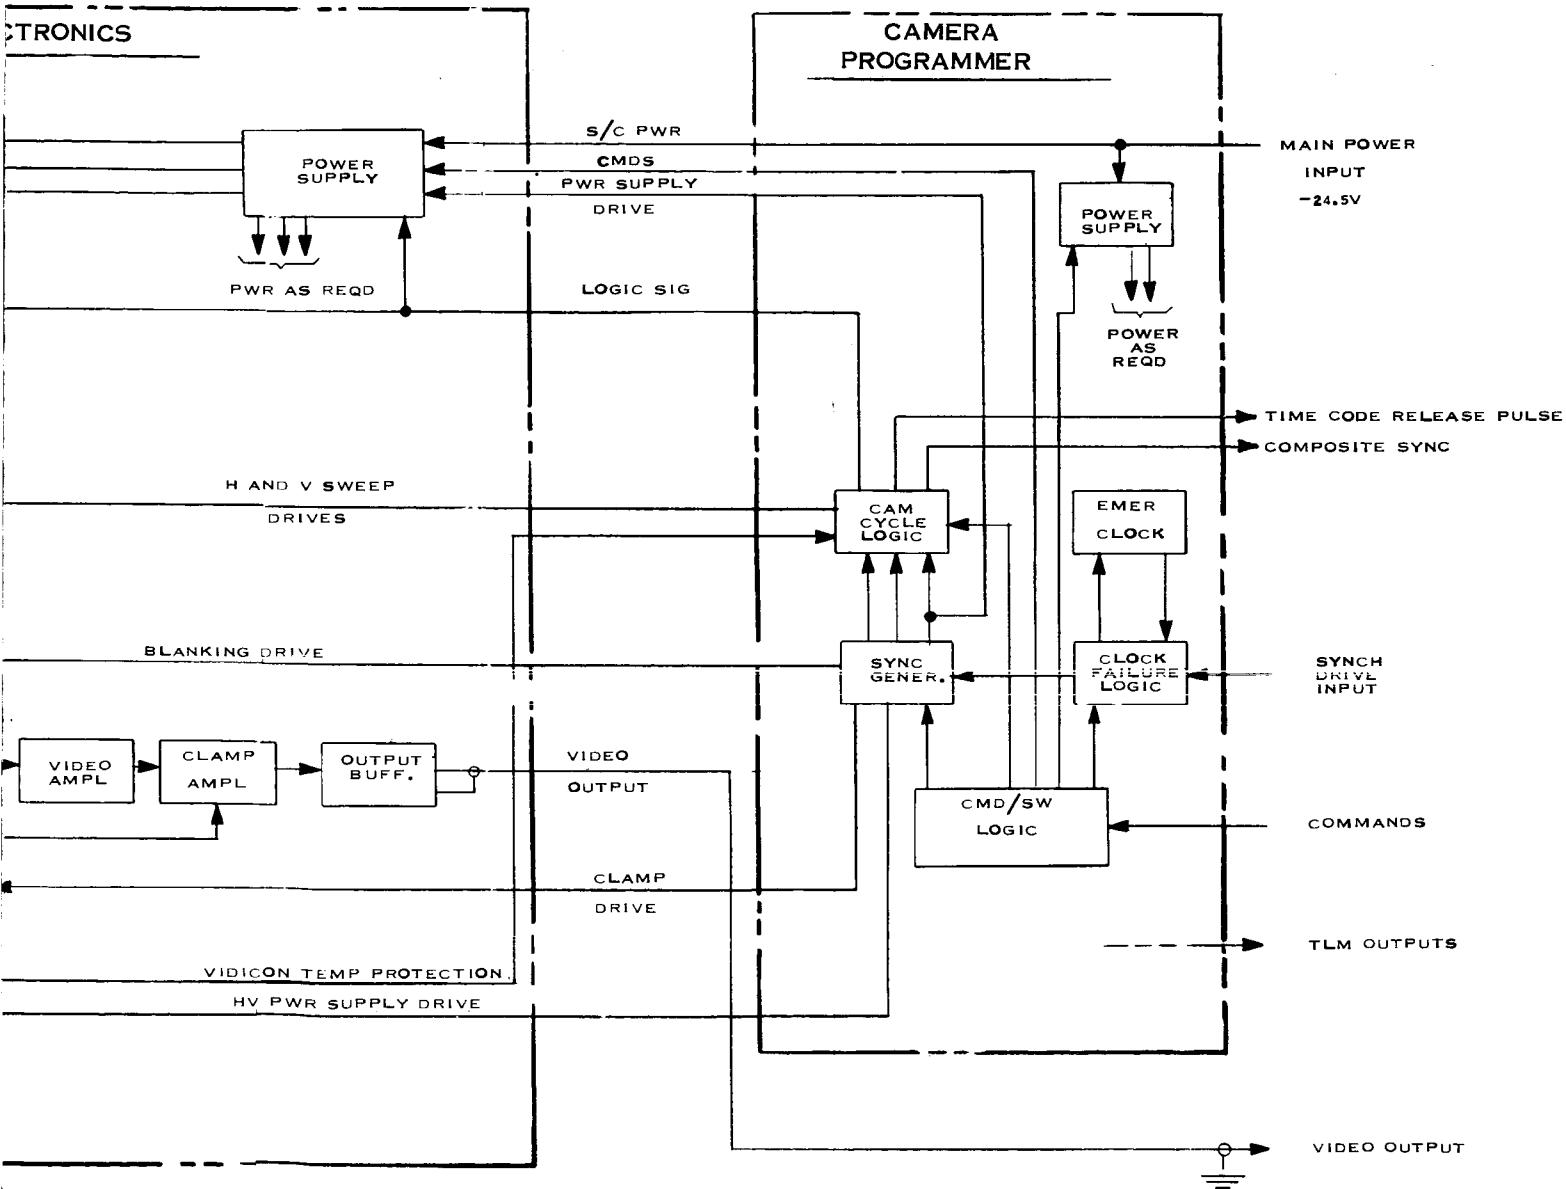 CTRONICS
CAMERA
PROGRAMMER
S/C PWR
MAIN POWER
INPUT
-24.5V
CMDS
POWER
SUPPLY
PWR SUPPLY
DRIVE
POWER
SUPPLY
PWR AS REQD
LOGIC SIG
POWER
AS
REQD
TIME CODE RELEASE PULSE
COMPOSITE SYNC
H AND V SWEEP
DRIVES
CAM
CYCLE
LOGIC
EMER
CLOCK
BLANKING DRIVE
SYNC
GENER.
CLOCK
FAILURE
LOGIC
SYNCH
DRIVE
INPUT
VIDEO
AMPL
CLAMP
AMPL
OUTPUT
BUFF.
VIDEO
OUTPUT
CMD/SW
LOGIC
COMMANDS
CLAMP
DRIVE
TLM OUTPUTS
VIDICON TEMP PROTECTION
HV PWR SUPPLY DRIVE
VIDEO OUTPUT